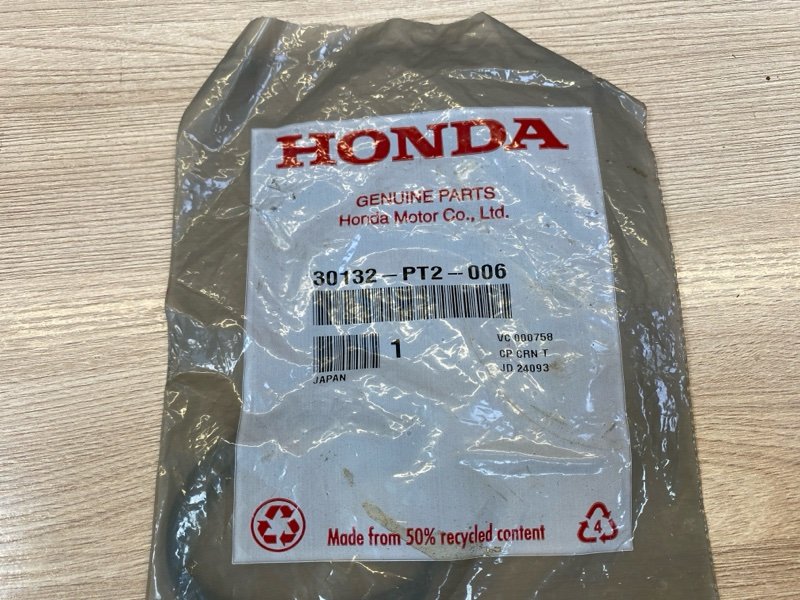 HONDA
GENUINE PARTS
Honda Motor Co., Ltd.
30132-PT2-006
1
VC 000758
CP CRN T
JD 24093
JAPAN
Made from 50% recycled content
4